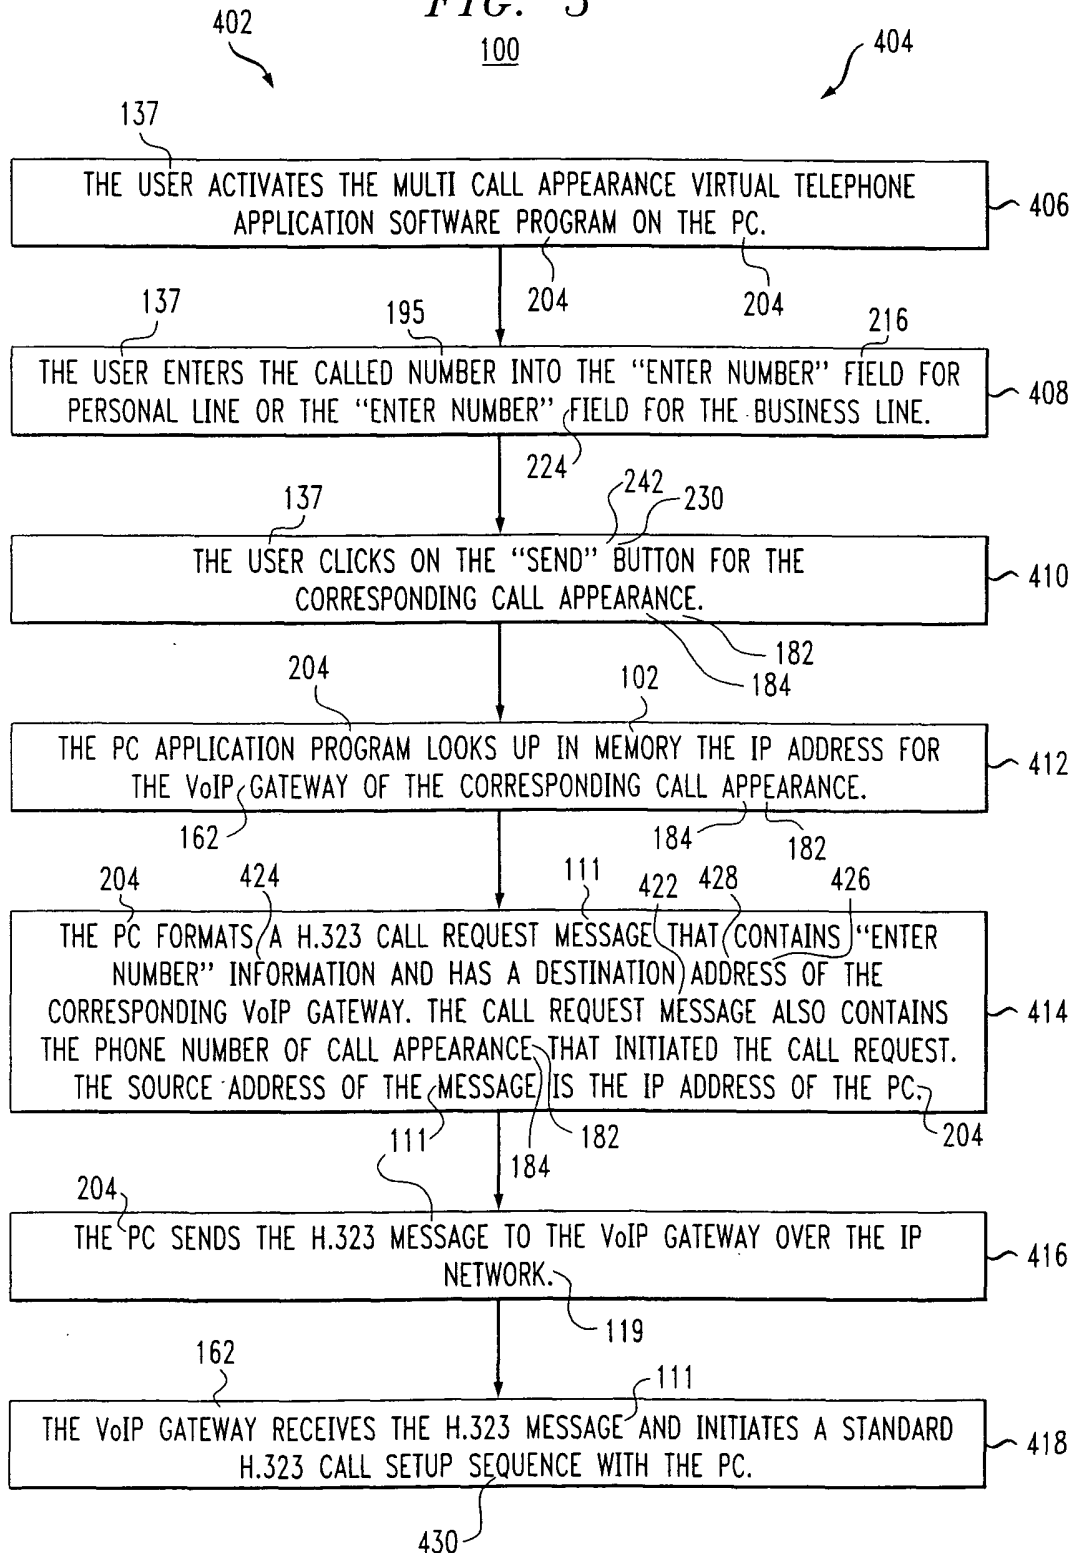 FIG. 5
402
100
404
137
THE USER ACTIVATES THE MULTI CALL APPEARANCE VIRTUAL TELEPHONE
APPLICATION SOFTWARE PROGRAM ON THE PC.
406
204
204
137
195
216
THE USER ENTERS THE CALLED NUMBER INTO THE “ENTER NUMBER” FIELD FOR
PERSONAL LINE OR THE “ENTER NUMBER” FIELD FOR THE BUSINESS LINE.
408
224
137
242
230
THE USER CLICKS ON THE “SEND” BUTTON FOR THE
CORRESPONDING CALL APPEARANCE.
410
182
184
204
102
THE PC APPLICATION PROGRAM LOOKS UP IN MEMORY THE IP ADDRESS FOR
THE VoIP GATEWAY OF THE CORRESPONDING CALL APPEARANCE.
412
162
184
182
204
424
111
422
428
426
THE PC FORMATS A H.323 CALL REQUEST MESSAGE THAT CONTAINS “ENTER
NUMBER” INFORMATION AND HAS A DESTINATION ADDRESS OF THE
CORRESPONDING VoIP GATEWAY. THE CALL REQUEST MESSAGE ALSO CONTAINS
THE PHONE NUMBER OF CALL APPEARANCE THAT INITIATED THE CALL REQUEST.
THE SOURCE ADDRESS OF THE MESSAGE IS THE IP ADDRESS OF THE PC.
414
111
182
184
204
204
THE PC SENDS THE H.323 MESSAGE TO THE VoIP GATEWAY OVER THE IP
NETWORK.
416
119
162
111
THE VoIP GATEWAY RECEIVES THE H.323 MESSAGE AND INITIATES A STANDARD
H.323 CALL SETUP SEQUENCE WITH THE PC.
418
430